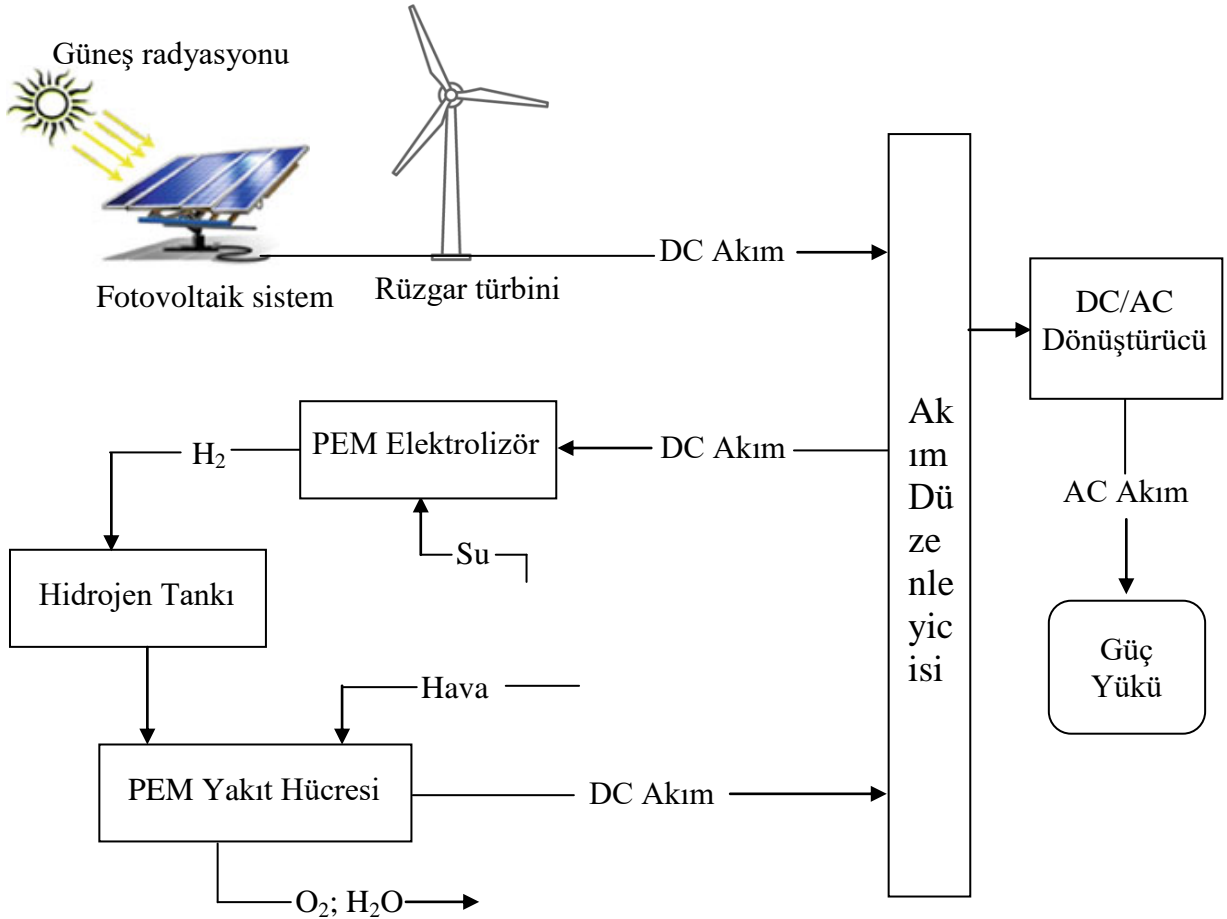 Güneş radyasyonu
Fotovoltaik sistem
Rüzgar türbini
DC Akım
DC/AC
Dönüştürücü
PEM Elektrolizör
H₂
DC Akım
Ak
ım
Dü
ze
nle
yic
isi
AC Akım
Su
Hidrojen Tankı
Güç
Yükü
Hava
PEM Yakıt Hücresi
DC Akım
O₂; H₂O